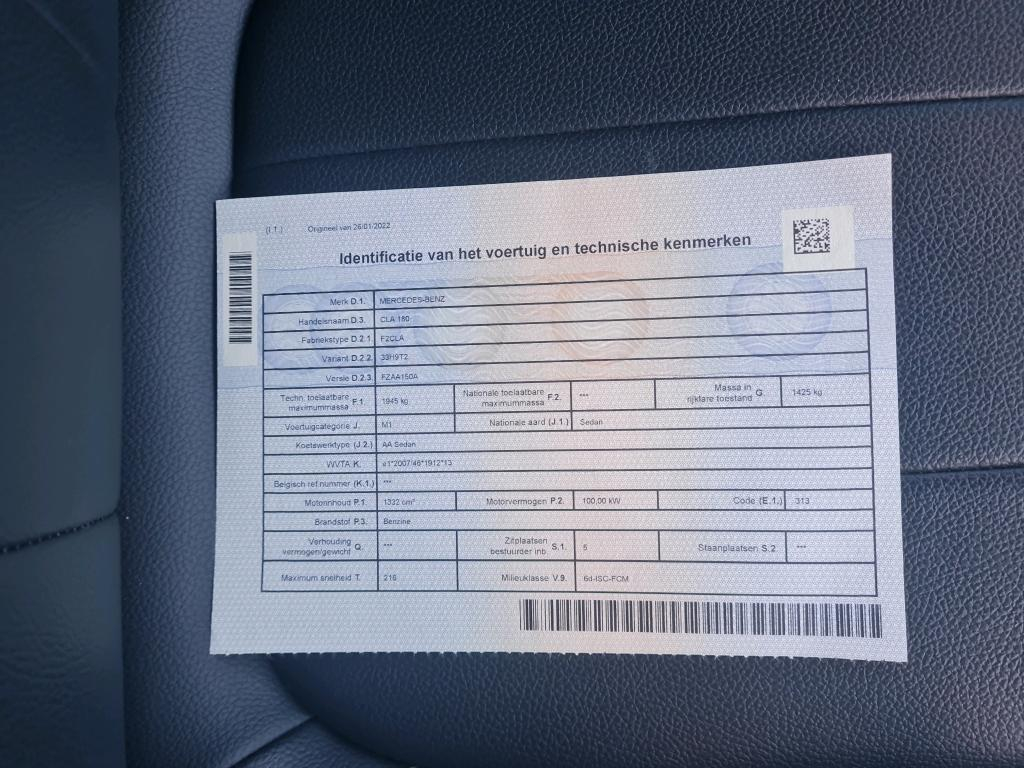 (I.1.) Origineel van 26/01/2022
Identificatie van het voertuig en technische kenmerken
Merk D.1. MERCEDES-BENZ
Handelsnaam D.3. CLA 180
Fabriekstype D.2.1. F2CLA
Variant D.2.2. 33H9T2
Versie D.2.3. FZAA150A
Techn. toelaatbare maximummassa F.1 1945 kg Nationale toelaatbare maximummassa F.2. *** Massa in rijklare toestand G. 1425 kg
Voertuigcategorie J. M1 Nationale aard (J.1.) Sedan
Koetswerktype (J.2.) AA Sedan
WVTA K. e1*2007/46*1912*13
Belgisch ref.nummer (K.1.) ***
Motorinhoud P.1. 1332 cm³ Motorvermogen P.2. 100,00 kW Code (E.1.) 313
Brandstof P.3. Benzine
Verhouding vermogen/gewicht Q. *** Zitplaatsen bestuurder inb. S.1. 5 Staanplaatsen S.2. ***
Maximum snelheid T. 216 Milieuklasse V.9. 6d-ISC-FCM